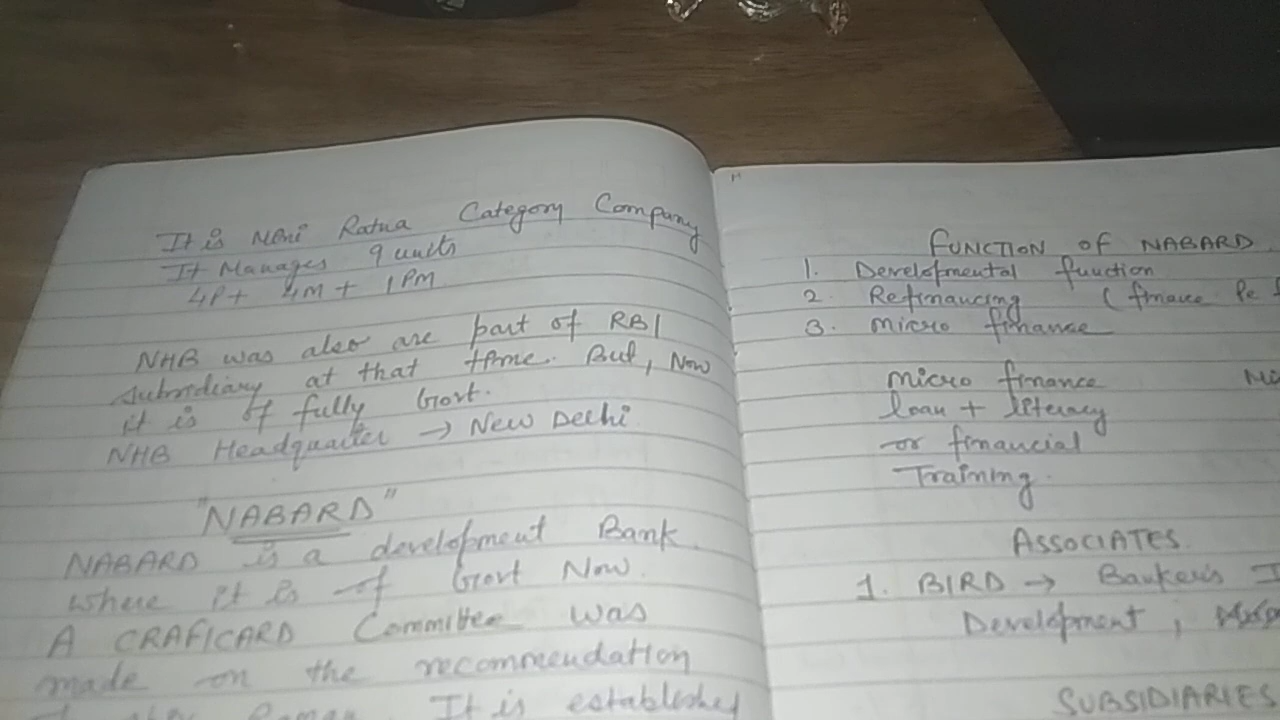 It is Mini Ratna Category Company
It Manages 9 units
4P + 4M + 1PM
NHB was also are part of RBI
subsidiary at that time. But, Now
it is of fully Govt.
NHB Headquarter → New Delhi
"NABARD"
NABARD is a development Bank
where it is of Govt Now.
A CRAFICARD Committee was
made on the recommendation
It is established
FUNCTION OF NABARD
1. Developmental function
2. Refinancing (finance
3. micro finance
micro finance
loan + literacy
or financial
Training.
ASSOCIATES.
1. BIRD → Banker's I
Development,
SUBSIDIARIES